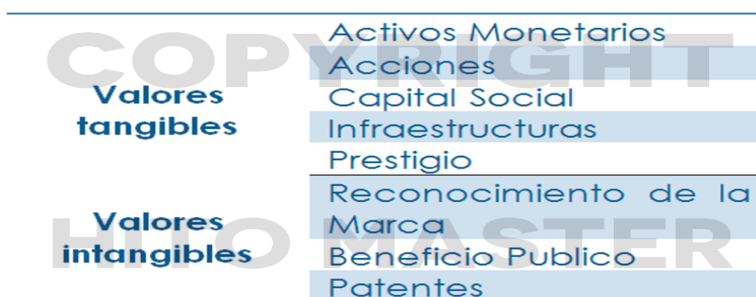 COPYRIGHT
Activos Monetarios
Acciones
Valores
tangibles
Capital Social
Infraestructuras
Prestigio
Reconocimiento de la
Marca
Valores
intangibles
Beneficio Publico
Patentes
HITO MASTER